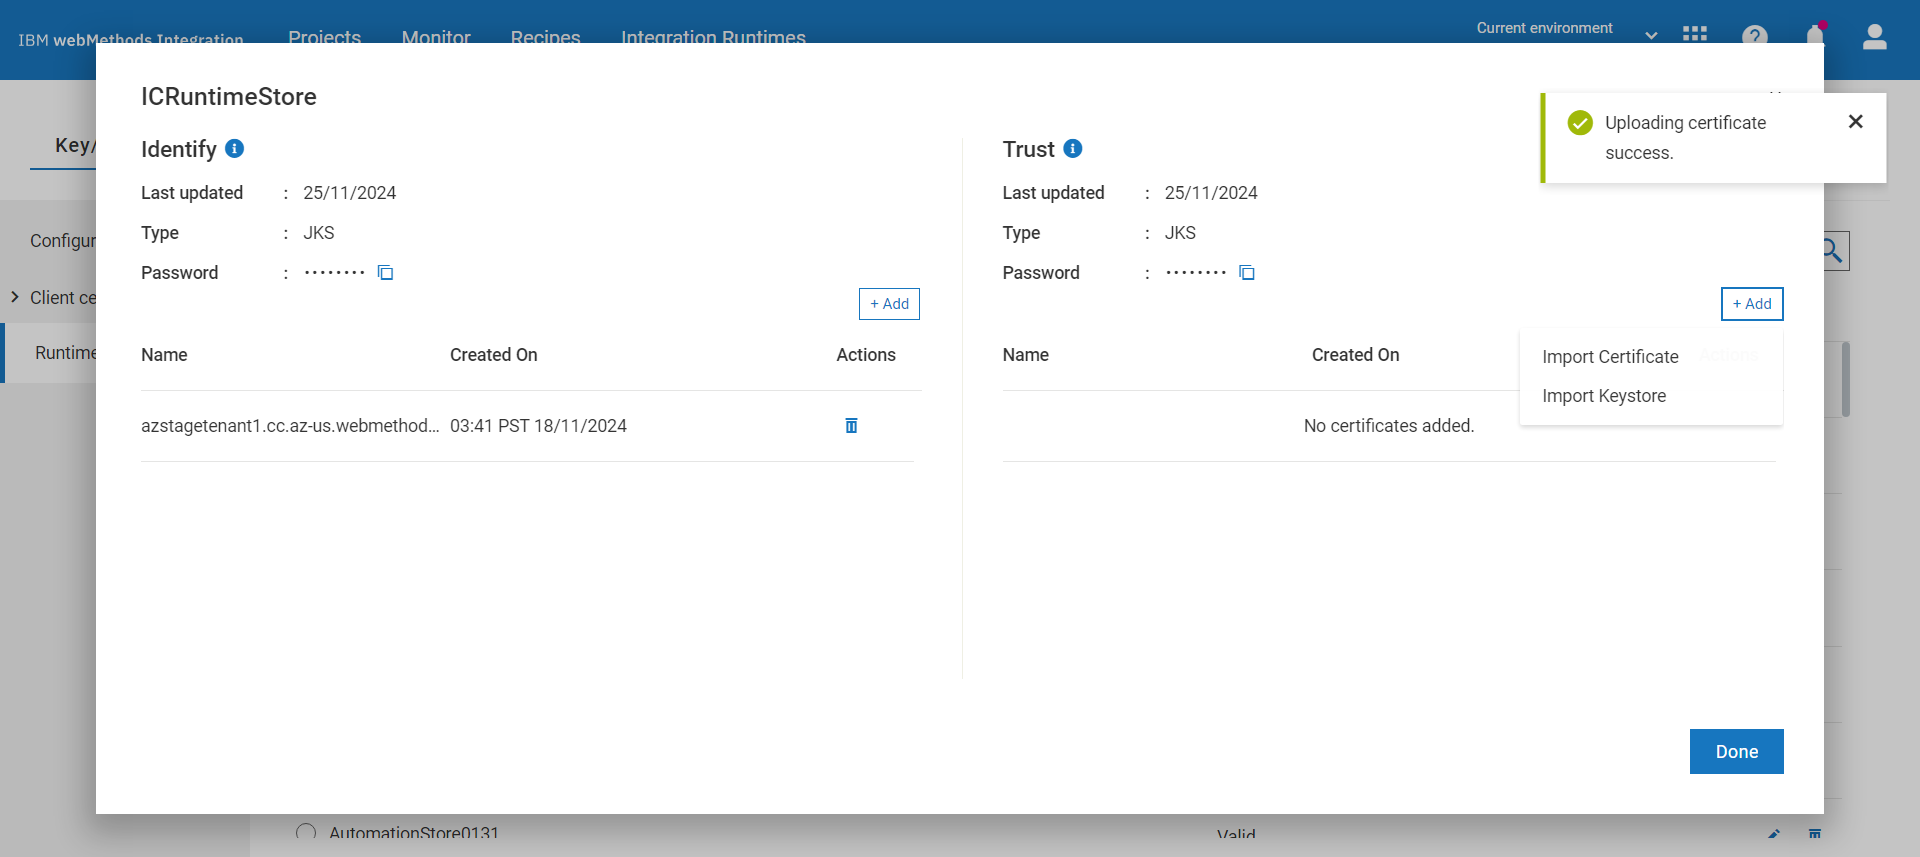 IBM webMethods Integration
Projects
Monitor
Recipes
Integration Runtimes
Current environment
ICRuntimeStore
Uploading certificate
success.
Key/
Identify
Last updated : 25/11/2024
Type : JKS
Password : ••••••••
+ Add
Name Created On Actions
azstagetenant1.cc.az-us.webmethod... 03:41 PST 18/11/2024
Trust
Last updated : 25/11/2024
Type : JKS
Password : ••••••••
+ Add
Name Created On Actions
Import Certificate
Import Keystore
No certificates added.
Configur
Client ce
Runtime
Done
AutomationStore0131 Valid